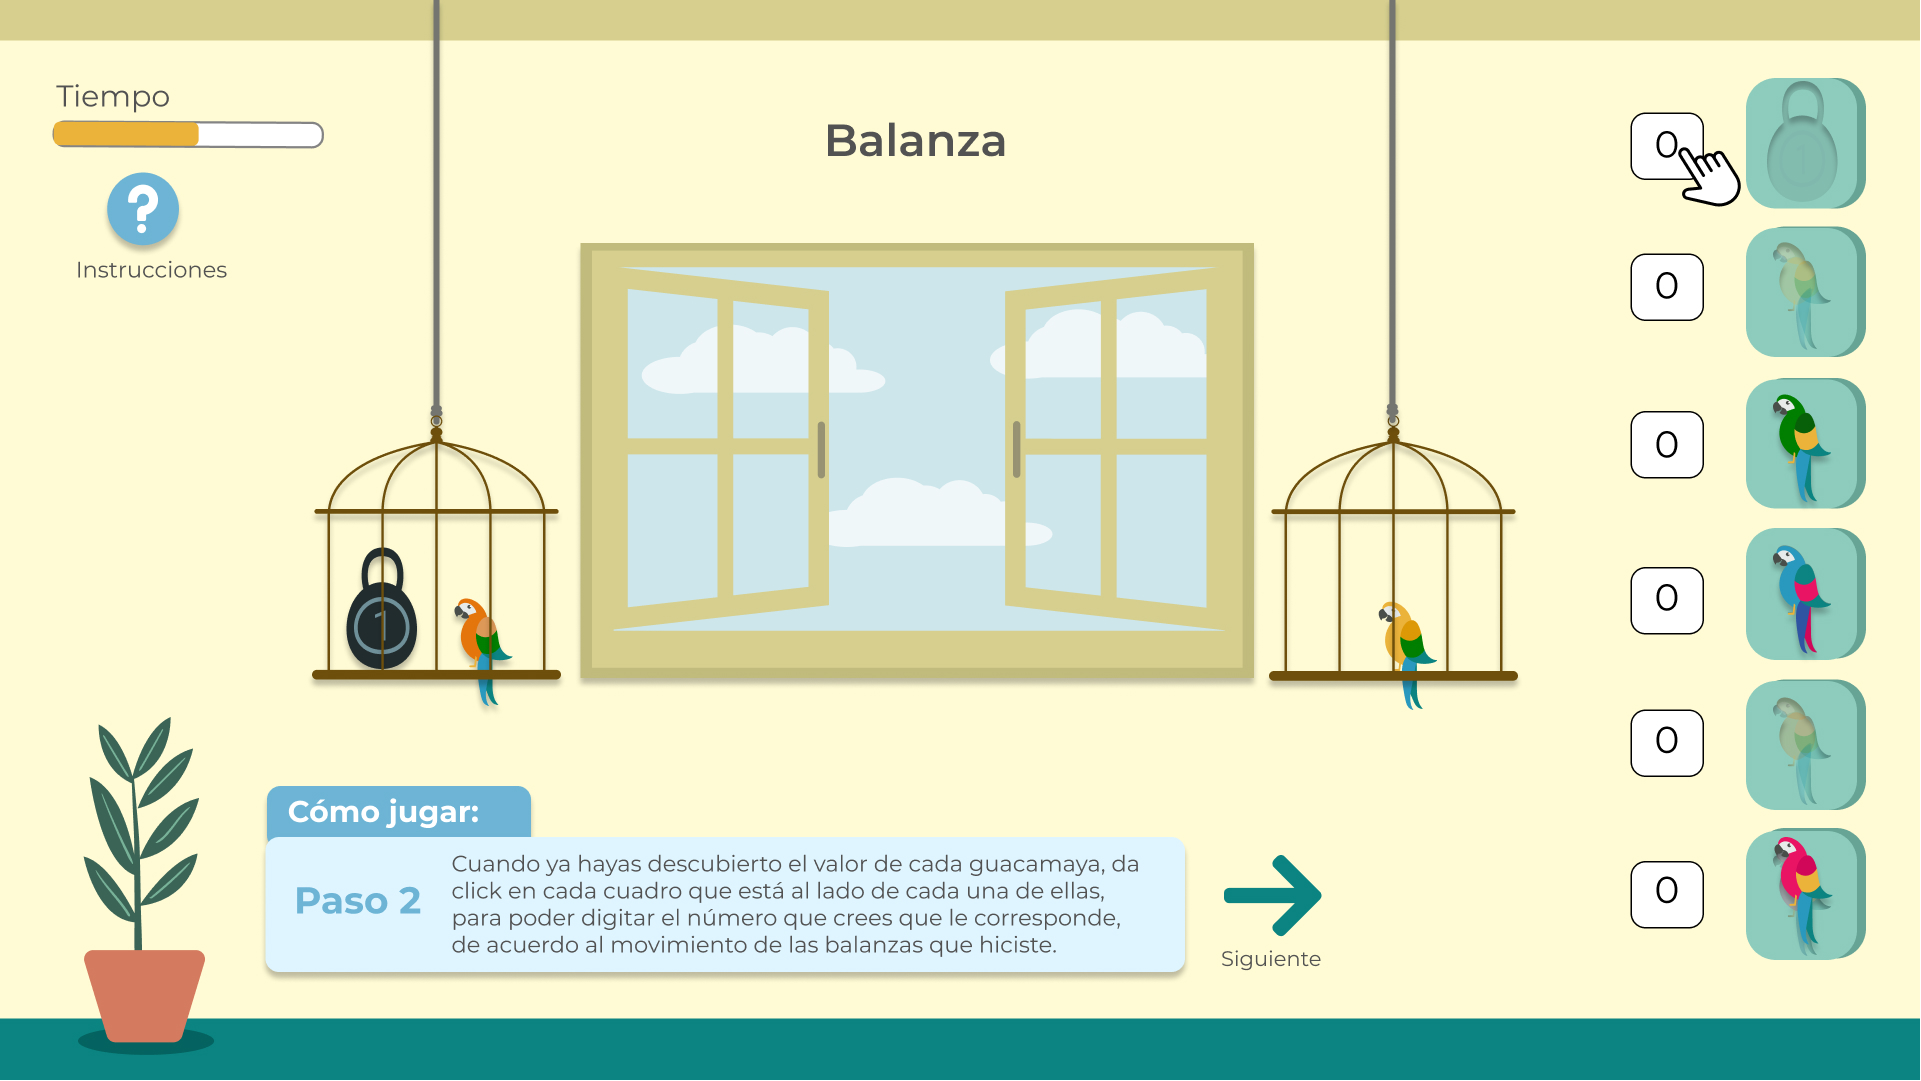 Tiempo
Balanza
Instrucciones
0
0
0
0
0
0
1
Cómo jugar:
Paso 2
Cuando ya hayas descubierto el valor de cada guacamaya, da
click en cada cuadro que está al lado de cada una de ellas,
para poder digitar el número que crees que le corresponde,
de acuerdo al movimiento de las balanzas que hiciste.
Siguiente